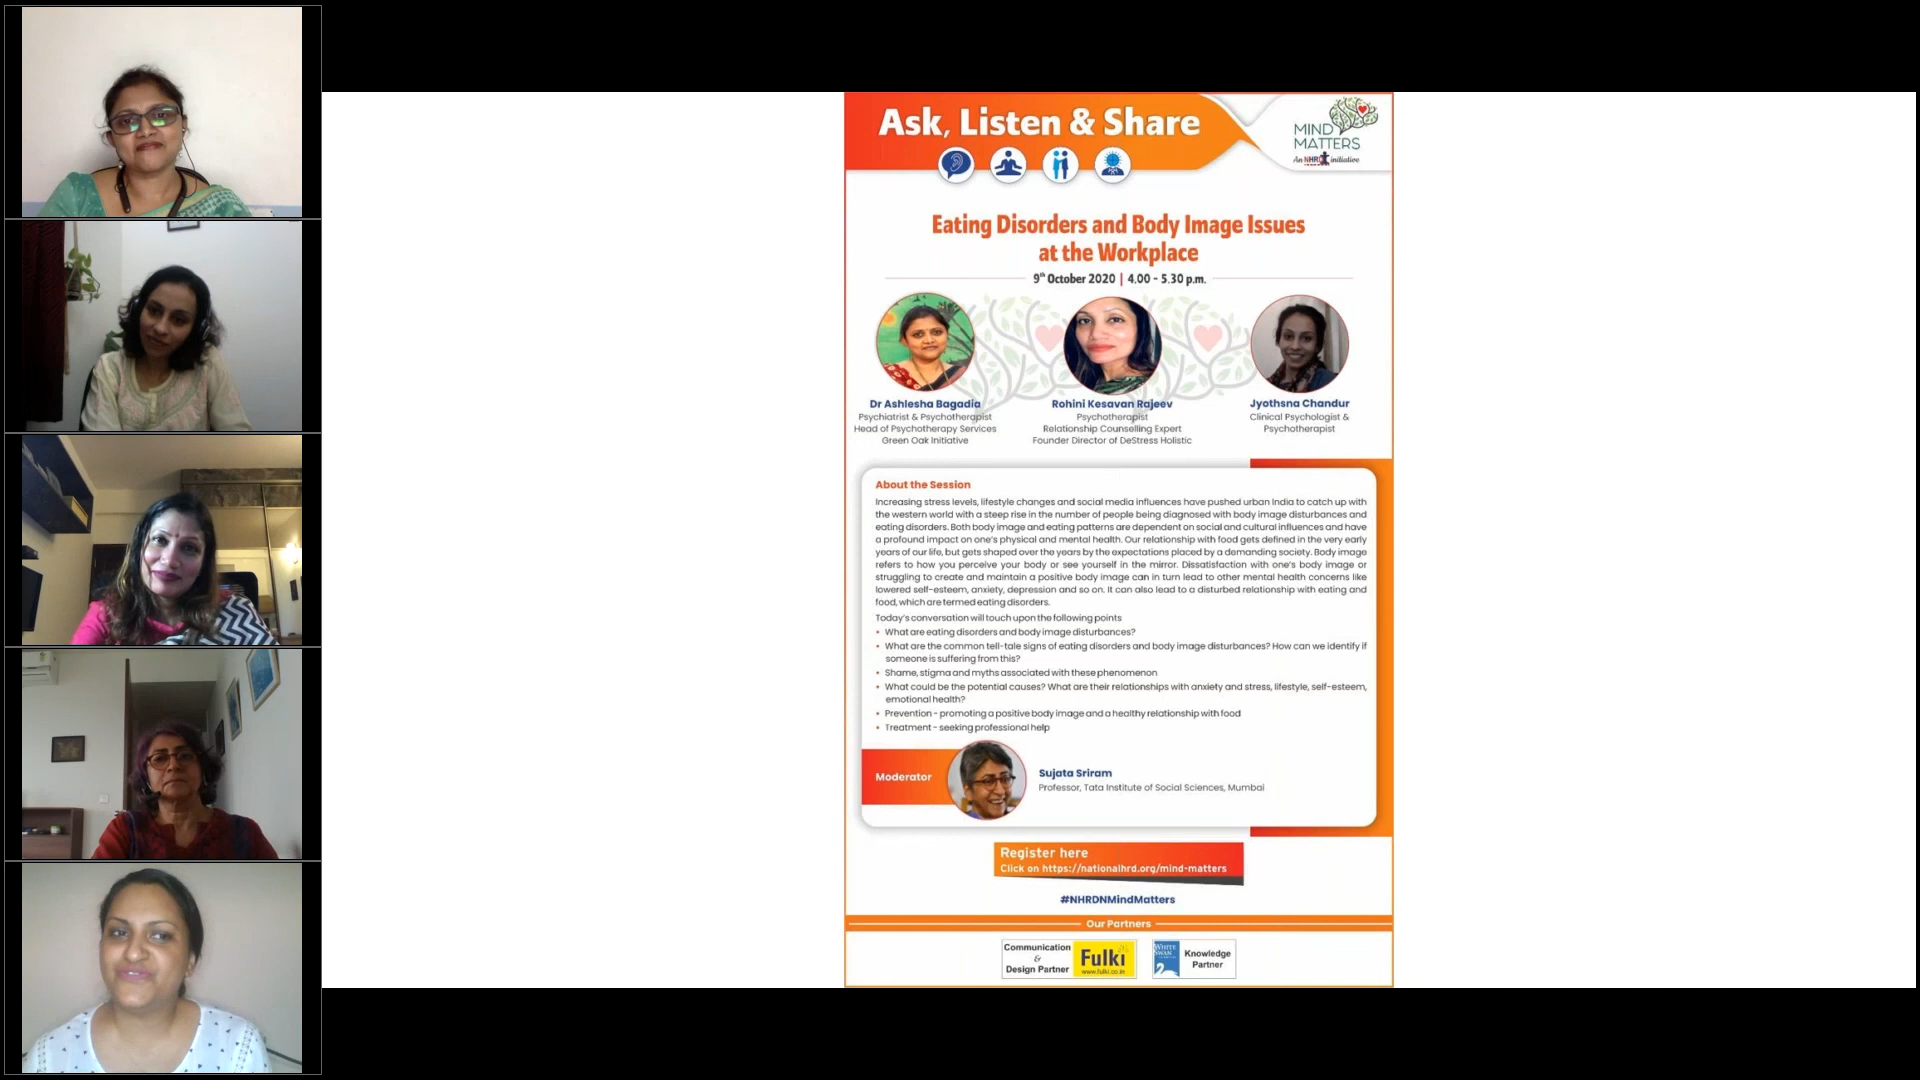 Ask, Listen & Share
MIND
MATTERS
An NHRD initiative
Eating Disorders and Body Image Issues
at the Workplace
9th October 2020 | 4.00 - 5.30 p.m.
Dr Ashlesha Bagadia
Psychiatrist & Psychotherapist
Head of Psychotherapy Services
Green Oak Initiative
Rohini Kesavan Rajeev
Psychotherapist
Relationship Counselling Expert
Founder Director of DeStress Holistic
Jyothsna Chandur
Clinical Psychologist &
Psychotherapist
About the Session
Increasing stress levels, lifestyle changes and social media influences have pushed urban India to catch up with
the western world with a steep rise in the number of people being diagnosed with body image disturbances and
eating disorders. Both body image and eating patterns are dependent on social and cultural influences and have
a profound impact on one's physical and mental health. Our relationship with food gets defined in the very early
years of our life, but gets shaped over the years by the expectations placed by a demanding society. Body image
refers to how you perceive your body or see yourself in the mirror. Dissatisfaction with one's body image or
struggling to create and maintain a positive body image can in turn lead to other mental health concerns like
lowered self-esteem, anxiety, depression and so on. It can also lead to a disturbed relationship with eating and
food, which are termed eating disorders.
Today's conversation will touch upon the following points
• What are eating disorders and body image disturbances?
• What are the common tell-tale signs of eating disorders and body image disturbances? How can we identify if
someone is suffering from this?
• Shame, stigma and myths associated with these phenomenon
• What could be the potential causes? What are their relationships with anxiety and stress, lifestyle, self-esteem,
emotional health?
• Prevention - promoting a positive body image and a healthy relationship with food
• Treatment - seeking professional help
Moderator
Sujata Sriram
Professor, Tata Institute of Social Sciences, Mumbai
Register here
Click on https://nationalhrd.org/mind-matters
#NHRDNMindMatters
Our Partners
Communication
&
Design Partner
Fulki
www.fulki.co.in
WHITE
SWAN
Knowledge
Partner